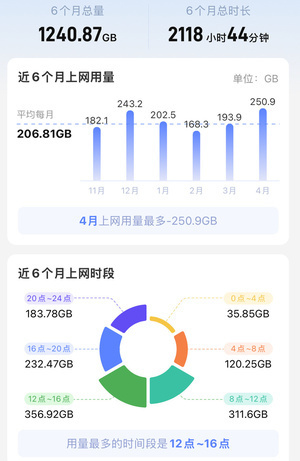 6个月总量
6个月总时长
1240.87GB
2118小时44分钟
近6个月上网用量
单位：GB
平均每月
206.81GB
182.1
243.2
202.5
168.3
193.9
250.9
11月
12月
1月
2月
3月
4月
4月上网用量最多-250.9GB
近6个月上网时段
20点~24点
183.78GB
0点~4点
35.85GB
16点~20点
232.47GB
4点~8点
120.25GB
12点~16点
356.92GB
8点~12点
311.6GB
用量最多的时间段是12点~16点